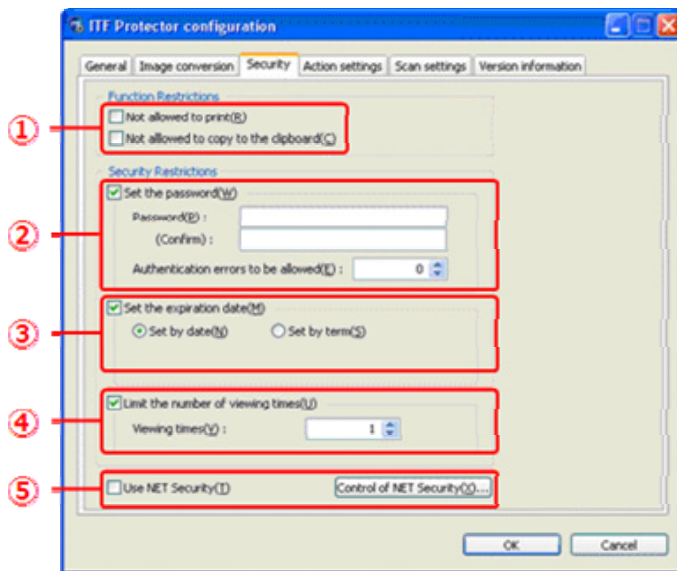 ITF Protector configuration
General Image conversion Security Action settings Scan settings Version information
Function Restrictions
① Not allowed to print(R)
Not alllowed to copy to the clipboard(C)
Security Restrictions
② Set the password(W)
Password(P) :
(Confirm) :
Authentication errors to be allowed(E) : 0
③ Set the expiration date(M)
Set by date(N) Set by term(S)
④ Limit the number of viewing times(U)
Viewing times(Y) : 1
⑤ Use NET Security(T) Control of NET Security(X)...
OK Cancel